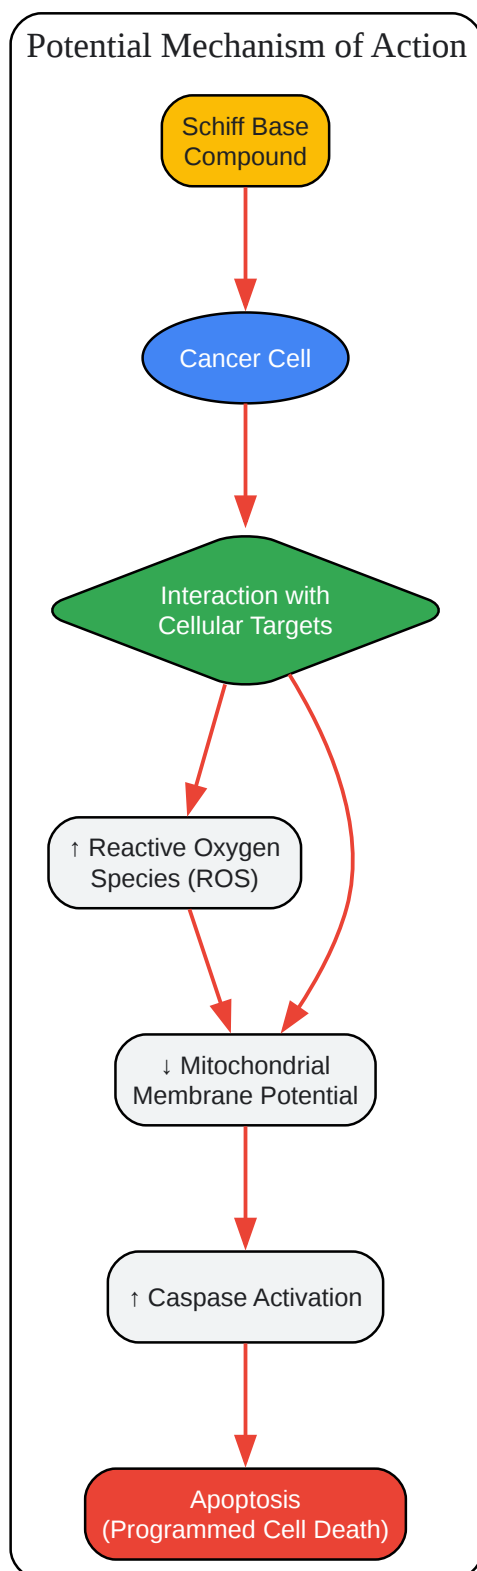 Potential Mechanism of Action
Schiff Base
Compound
Cancer Cell
Interaction with
Cellular Targets
↑ Reactive Oxygen
Species (ROS)
↓ Mitochondrial
Membrane Potential
↑ Caspase Activation
Apoptosis
(Programmed Cell Death)